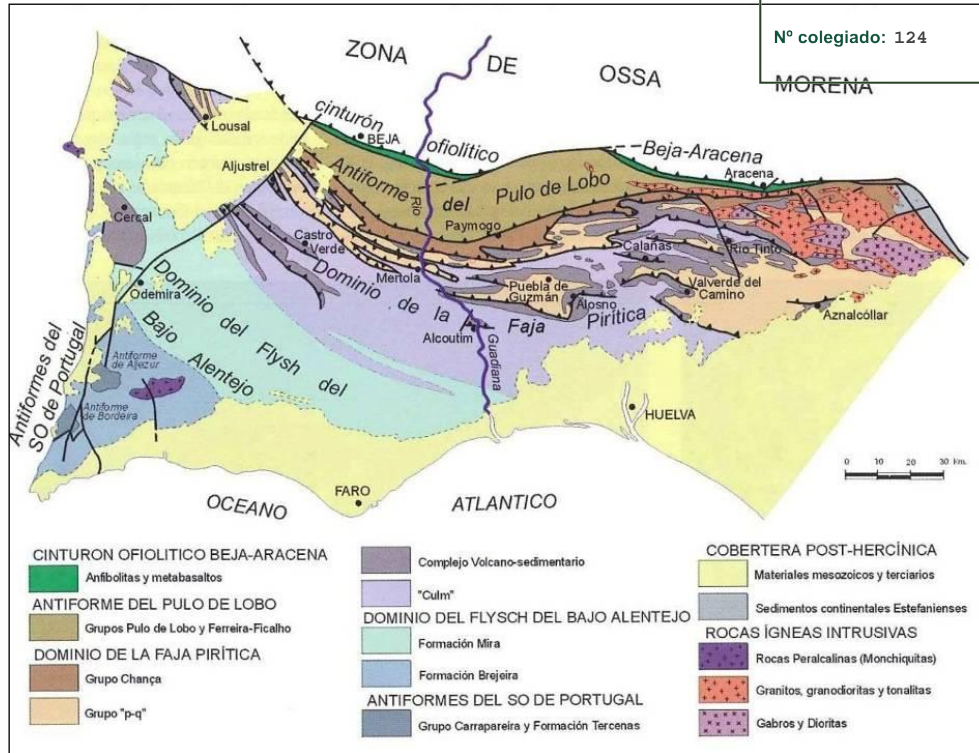 Nº colegiado: 124
ZONA DE OSSA MORENA
cinturón ofiolítico Beja-Aracena
BEJA
Lousal
Aljustrel
Aracena
Antiforme del Pulo de Lobo
Río
Cercal
Castro Verde
Paymogo
Calañas
Río Tinto
Mertola
Puebla de Guzmán
Valverde del Camino
Odemira
Dominio de la Faja Pirítica
Alosno
Aznalcóllar
Alcoutim
Dominio del Flysh del Bajo Alentejo
Guadiana
Antiformes del SO de Portugal
Antiforme de Aljezur
Antiforme de Bordeira
HUELVA
0 10 20 30 Km.
FARO
OCEANO ATLANTICO
CINTURON OFIOLITICO BEJA-ARACENA
Anfibolitas y metabasaltos
ANTIFORME DEL PULO DE LOBO
Grupos Pulo de Lobo y Ferreira-Ficalho
DOMINIO DE LA FAJA PIRÍTICA
Grupo Chança
Grupo "p-q"
Complejo Volcano-sedimentario
"Culm"
DOMINIO DEL FLYSCH DEL BAJO ALENTEJO
Formación Mira
Formación Brejeira
ANTIFORMES DEL SO DE PORTUGAL
Grupo Carrapareira y Formación Tercenas
COBERTERA POST-HERCÍNICA
Materiales mesozoicos y terciarios
Sedimentos continentales Estefanienses
ROCAS ÍGNEAS INTRUSIVAS
Rocas Peralcalinas (Monchiquitas)
Granitos, granodioritas y tonalitas
Gabros y Dioritas